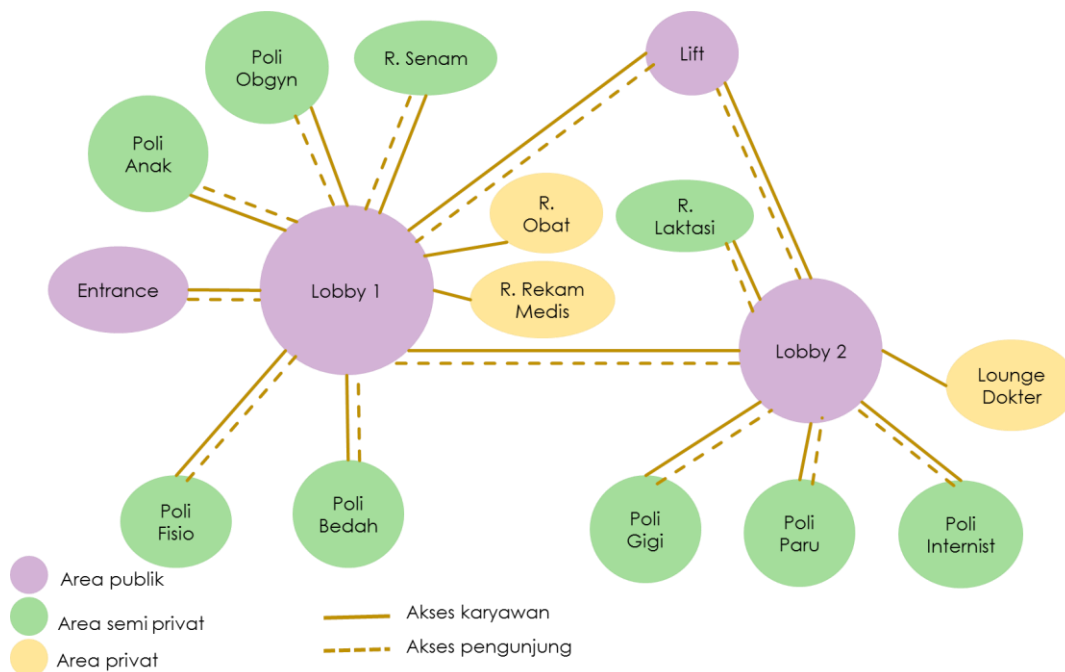 Poli
Obgyn
R. Senam
Lift
Poli
Anak
R.
Obat
R.
Laktasi
Entrance
Lobby 1
R. Rekam
Medis
Lobby 2
Lounge
Dokter
Poli
Fisio
Poli
Bedah
Poli
Gigi
Poli
Paru
Poli
Internist
Area publik
Area semi privat
Area privat
Akses karyawan
Akses pengunjung